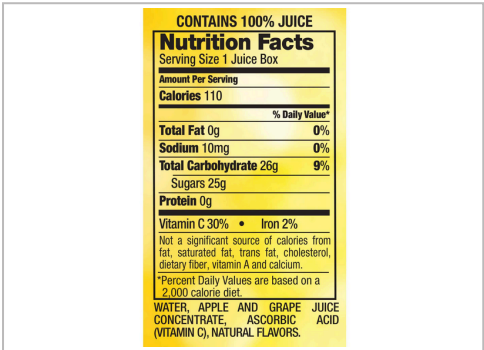 CONTAINS 100% JUICE
Nutrition Facts
Serving Size 1 Juice Box
Amount Per Serving
Calories 110
% Daily Value*
Total Fat 0g 0%
Sodium 10mg 0%
Total Carbohydrate 26g 9%
Sugars 25g
Protein 0g
Vitamin C 30% • Iron 2%
Not a significant source of calories from
fat, saturated fat, trans fat, cholesterol,
dietary fiber, vitamin A and calcium.
*Percent Daily Values are based on a
2,000 calorie diet.
WATER, APPLE AND GRAPE JUICE
CONCENTRATE, ASCORBIC ACID
(VITAMIN C), NATURAL FLAVORS.